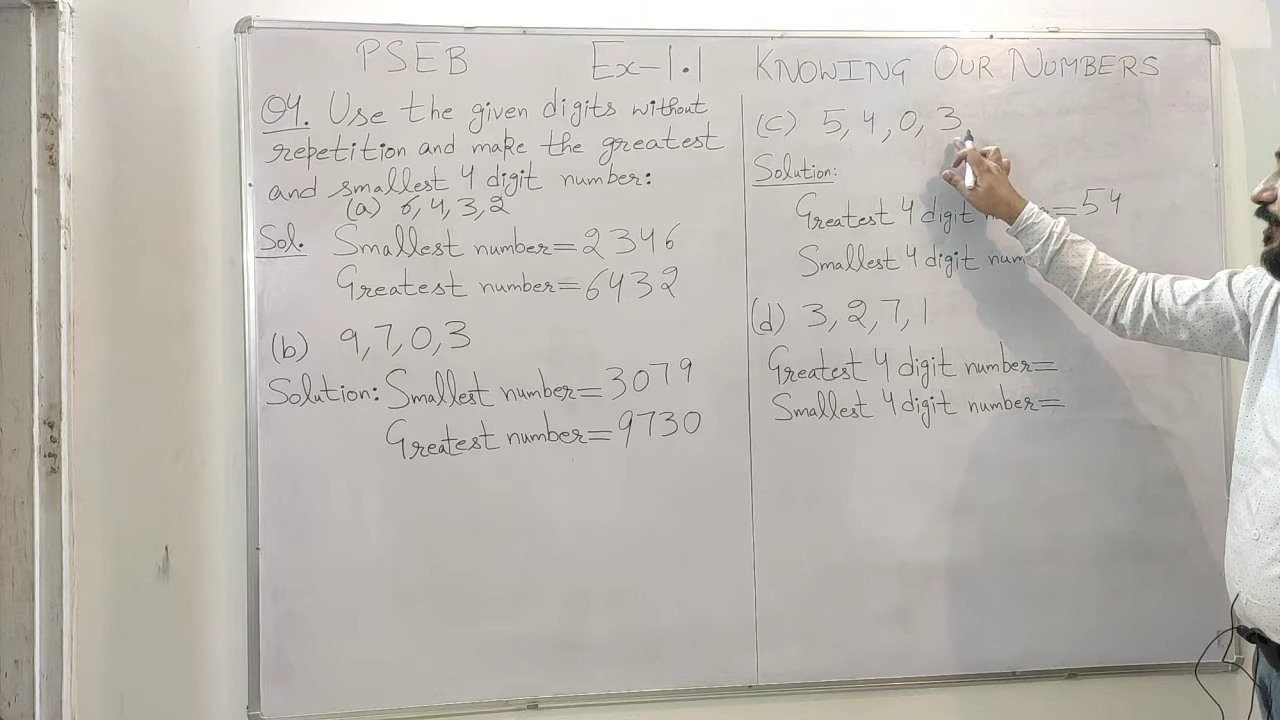 PSEB Ex-1.1 KNOWING OUR NUMBERS
Q4. Use the given digits without
repetition and make the greatest
and smallest 4 digit number:
(a) 6, 4, 3, 2
Sol. Smallest number=2346
Greatest number=6432
(b) 9,7,0,3
Solution: Smallest number=3079
Greatest number=9730
(c) 5, 4, 0, 3
Solution:
Greatest 4 digit =54
Smallest 4 digit num
(d) 3, 2, 7, 1
Greatest 4 digit number=
Smallest 4 digit number=